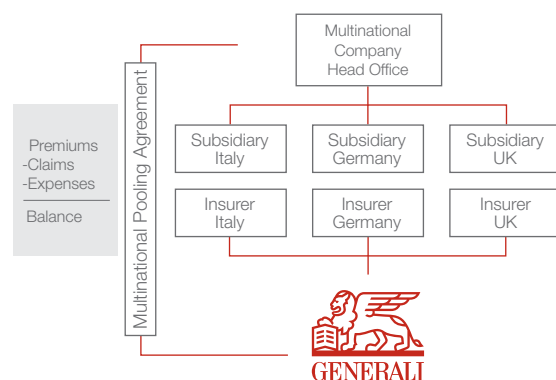 Multinational
Company
Head Office
Multinational Pooling Agreement
Premiums
-Claims
-Expenses
Balance
Subsidiary
Italy
Subsidiary
Germany
Subsidiary
UK
Insurer
Italy
Insurer
Germany
Insurer
UK
GENERALI